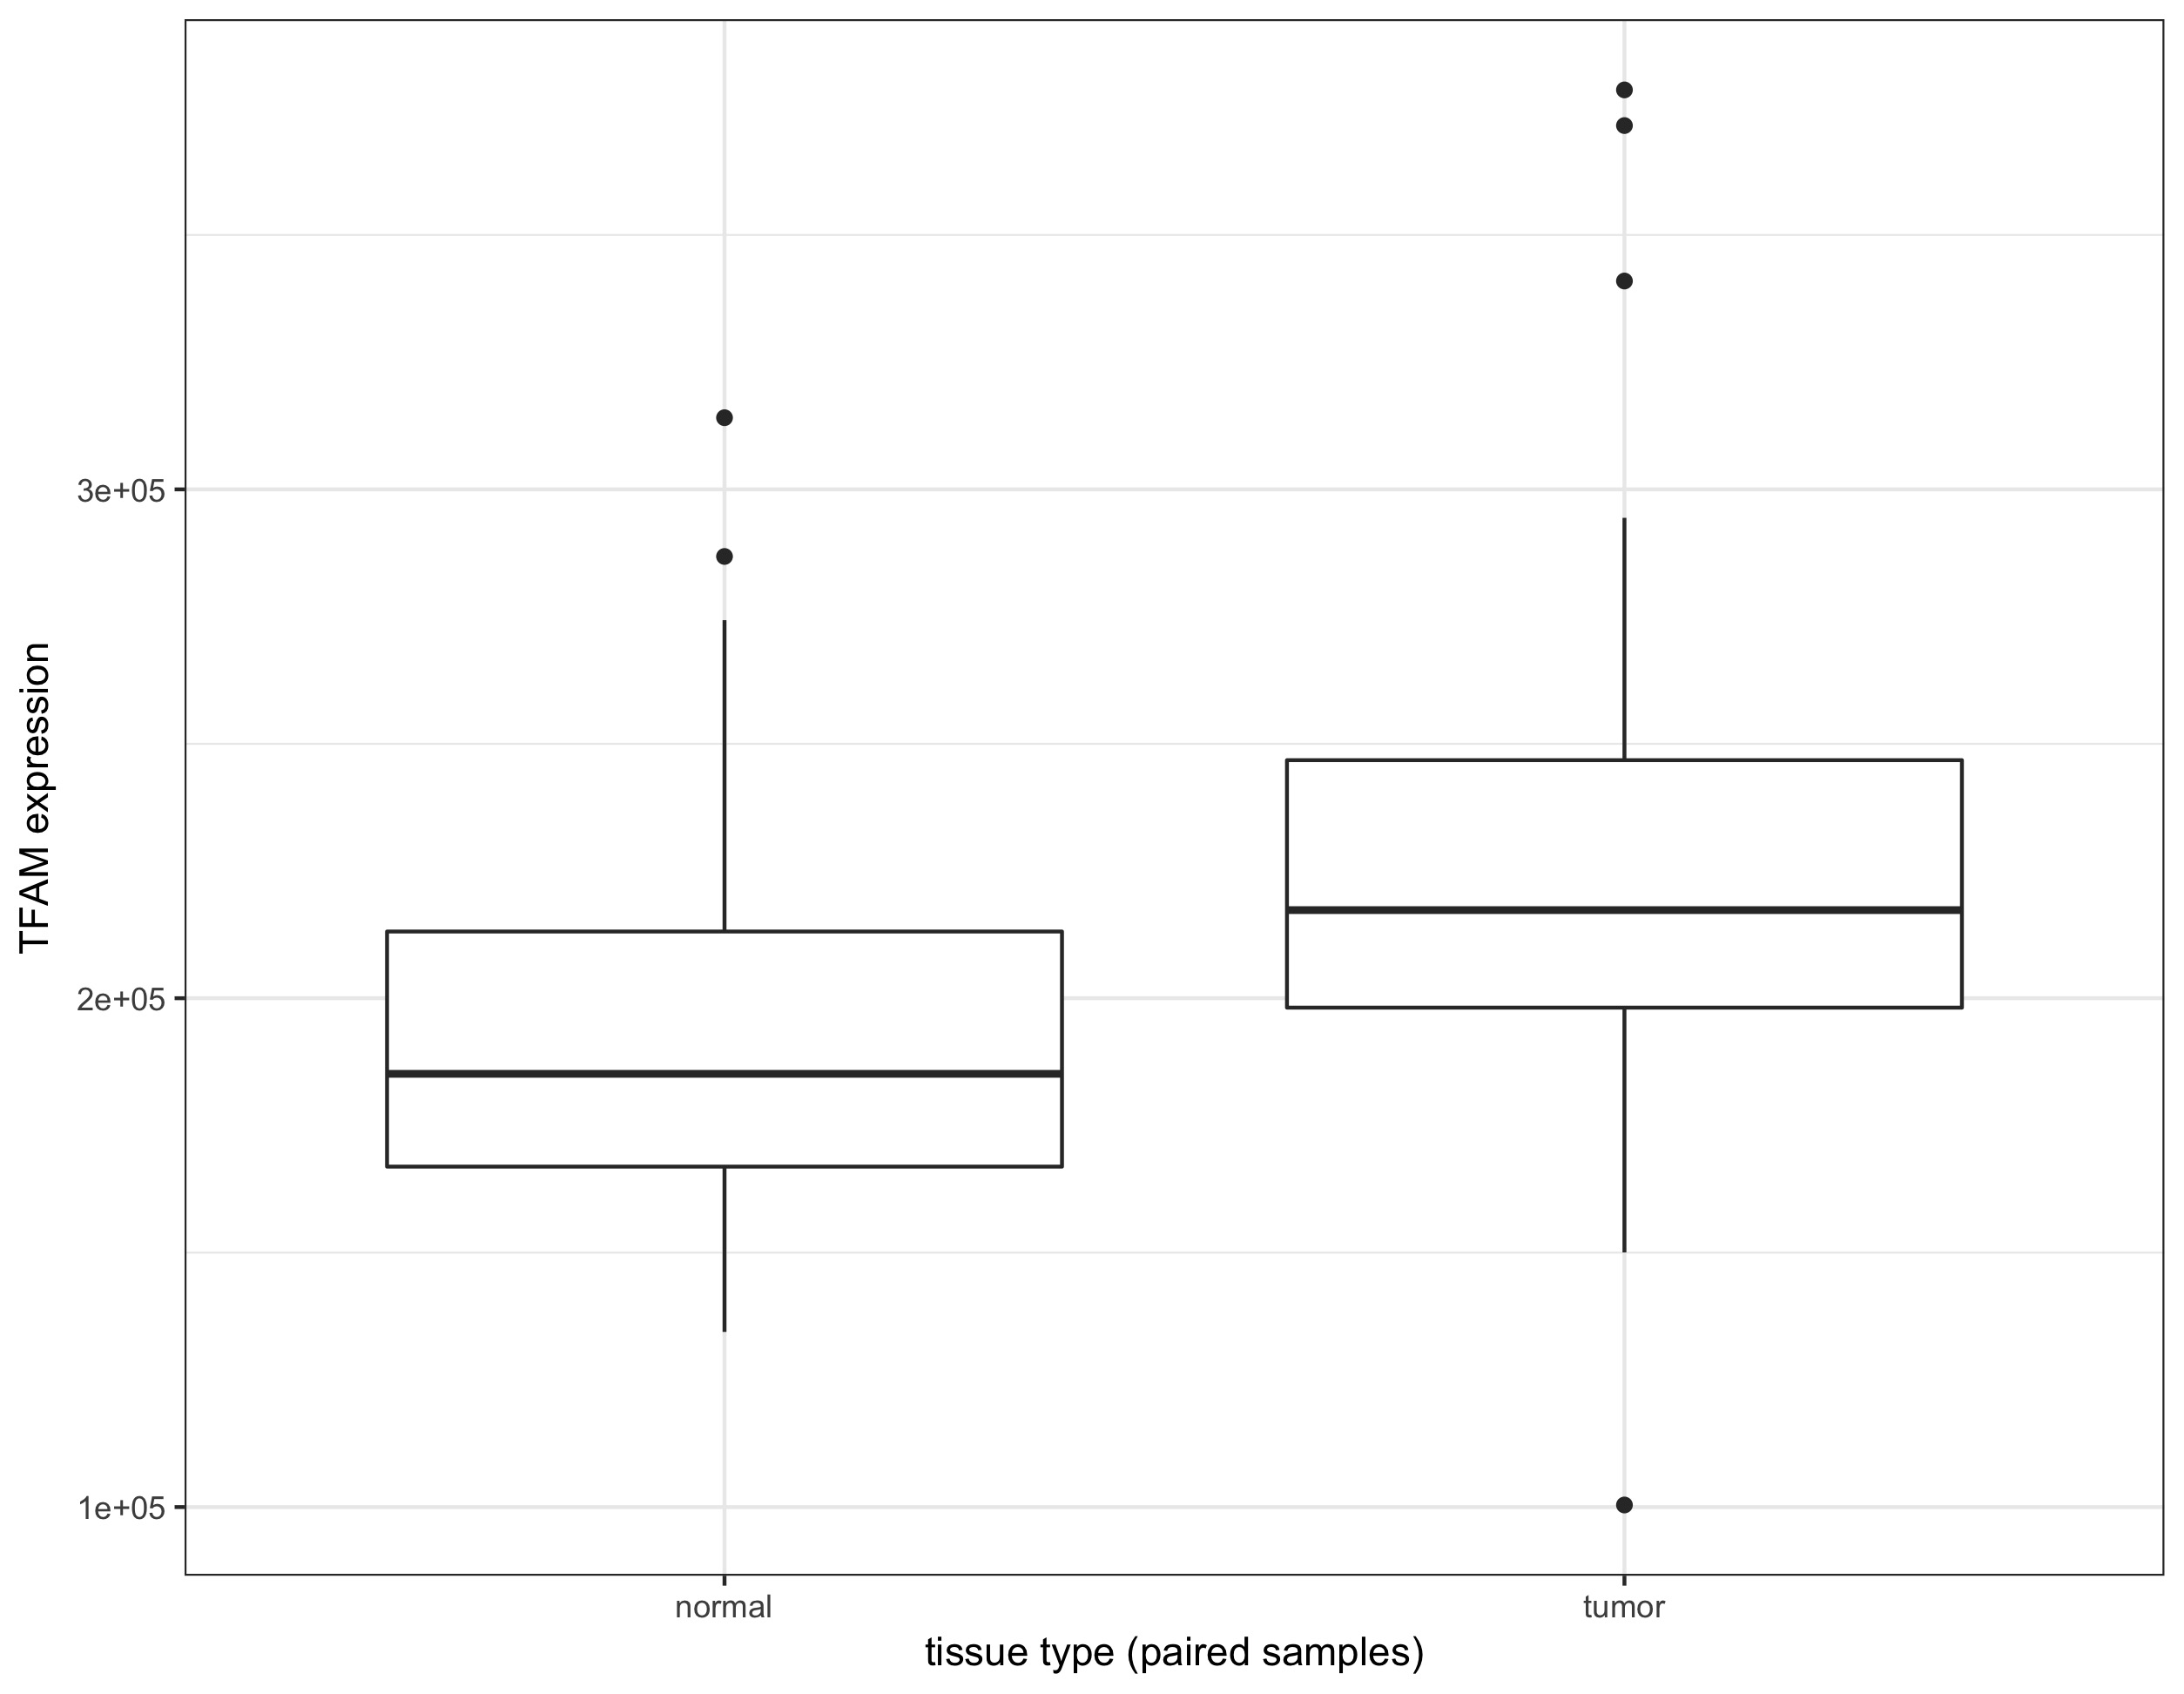 TFAM expression
3e+05
2e+05
1e+05
normal
tumor
tissue type (paired samples)